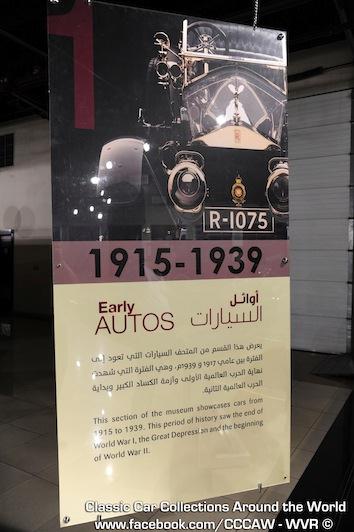 1
R-1075
1915-1939
أوائل
السيارات
Early
AUTOS
يعرض هذا القسم من المتحف السيارات التي تعود إلى
الفترة بين عامي 1917 و 1939م، وهي الفترة التي شهدت
نهاية الحرب العالمية الأولى وأزمة الكساد الكبير وبداية
الحرب العالمية الثانية.
This section of the museum showcases cars from
1915 to 1939. This period of history saw the end of
World War I, the Great Depression and the beginning
of World War II.
Classic Car Collections Around the World
www.facebook.com/CCCAW - WVR ©